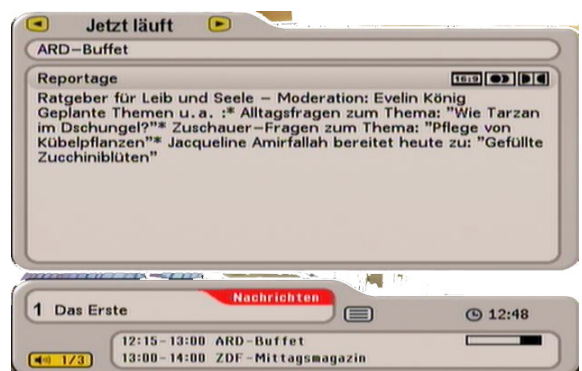 Jetzt läuft
ARD-Buffet
Reportage 16:9
Ratgeber für Leib und Seele – Moderation: Evelin König
Geplante Themen u.a. :* Alltagsfragen zum Thema: "Wie Tarzan
im Dschungel?"* Zuschauer-Fragen zum Thema: "Pflege von
Kübelpflanzen"* Jacqueline Amirfallah bereitet heute zu: "Gefüllte
Zucchiniblüten"
Nachrichten
1 Das Erste
12:48
12:15-13:00 ARD-Buffet
1/3 13:00-14:00 ZDF-Mittagsmagazin